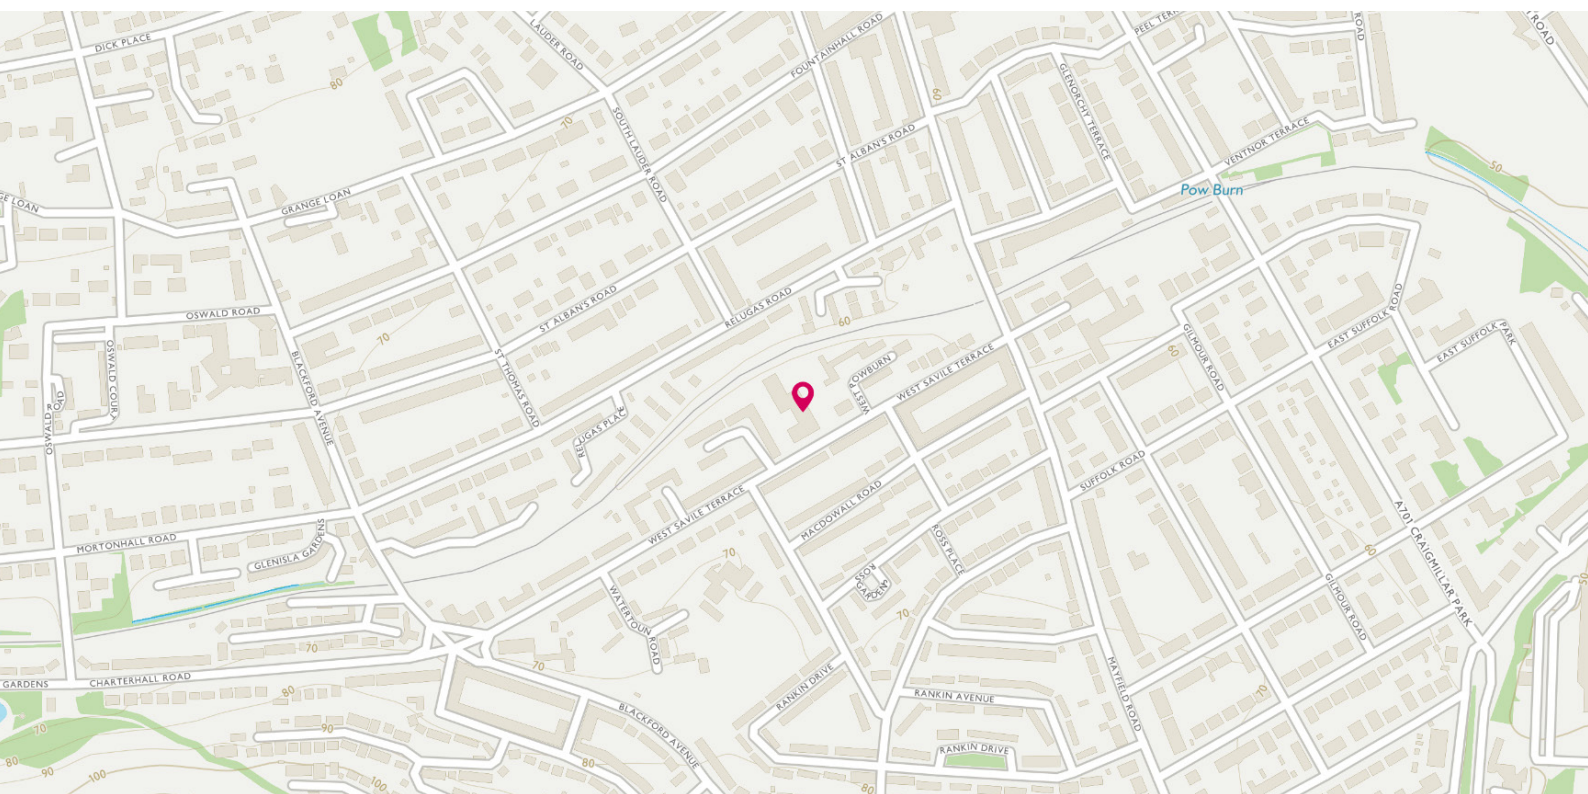 LAUDER ROAD
FOUNTAINHALL ROAD
PEEL TERR
ROAD
T ROAD
DICK PLACE
80
60
GLENORCHY TERRACE
70
SOUTH LAUDER ROAD
ST ALBAN'S ROAD
VENTNOR TERRACE
50
Pow Burn
GE LOAN
GRANGE LOAN
OSWALD ROAD
ST ALBAN'S ROAD
RELUGAS ROAD
60
70
OSWALD COURT
BLACKFORD AVENUE
ST THOMAS ROAD
WEST POWBURN
WEST SAVILE TERRACE
60
GILMOUR ROAD
EAST SUFFOLK ROAD
EAST SUFFOLK PARK
OSWALD ROAD
RELUGAS PLACE
SUFFOLK ROAD
MORTONHALL ROAD
GLENISLA GARDENS
WEST SAVILE TERRACE
MACDOWALL ROAD
ROSS PLACE
A701 CRAIGMILLAR PARK
70
60
50
ROSS GARDENS
70
WATERTOUN ROAD
GILMOUR ROAD
70
70
GARDENS
CHARTERHALL ROAD
80
RANKIN DRIVE
RANKIN AVENUE
MAYFIELD ROAD
70
70
90
BLACKFORD AVENUE
RANKIN DRIVE
80
90
100
100
80
80